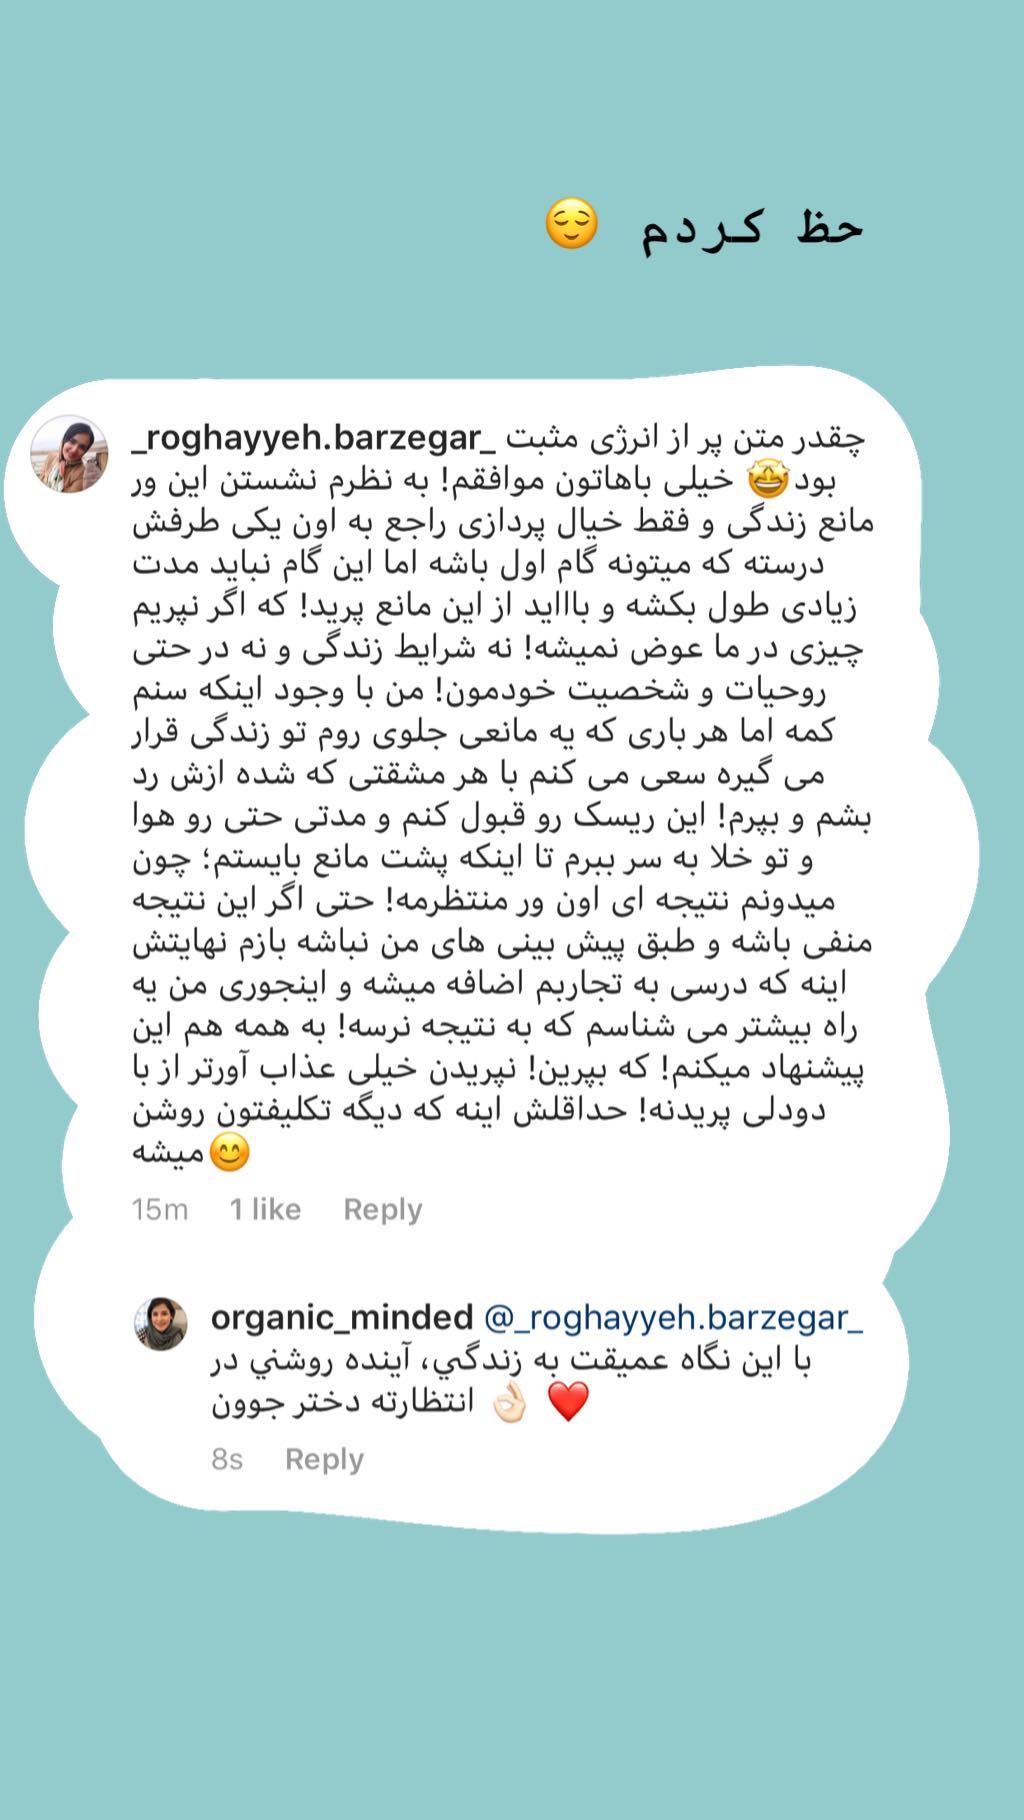 حظ کردم 😌
_roghayyeh.barzegar_ چقدر متن پر از انرژی مثبت
بود🤩 خیلی باهاتون موافقم! به نظرم نشستن این ور
مانع زندگی و فقط خیال پردازی راجع به اون یکی طرفش
درسته که میتونه گام اول باشه اما این گام نباید مدت
زیادی طول بکشه و باااید از این مانع پرید! که اگر نپریم
چیزی در ما عوض نمیشه! نه شرایط زندگی و نه در حتی
روحیات و شخصیت خودمون! من با وجود اینکه سنم
کمه اما هر باری که یه مانعی جلوی روم تو زندگی قرار
می گیره سعی می کنم با هر مشقتی که شده ازش رد
بشم و بپرم! این ریسک رو قبول کنم و مدتی حتی رو هوا
و تو خلا به سر ببرم تا اینکه پشت مانع بایستم؛ چون
میدونم نتیجه ای اون ور منتظرمه! حتی اگر این نتیجه
منفی باشه و طبق پیش بینی های من نباشه بازم نهایتش
اینه که درسی به تجاربم اضافه میشه و اینجوری من یه
راه بیشتر می شناسم که به نتیجه نرسه! به همه هم این
پیشنهاد میکنم! که بپرین! نپریدن خیلی عذاب آورتر از با
دودلی پریدنه! حداقلش اینه که دیگه تکلیفتون روشن
میشه😊
15m 1 like Reply
organic_minded @_roghayyeh.barzegar_
با این نگاه عمیقت به زندگي، آینده روشني در
انتظارته دختر جوون 👌🏻 ❤️
8s Reply